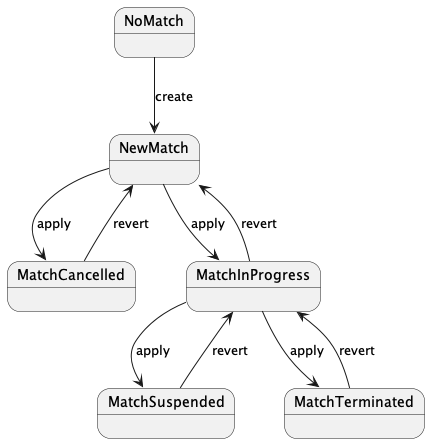 NoMatch
create
NewMatch
apply
revert
apply
revert
MatchCancelled
MatchInProgress
apply
revert
apply
revert
MatchSuspended
MatchTerminated